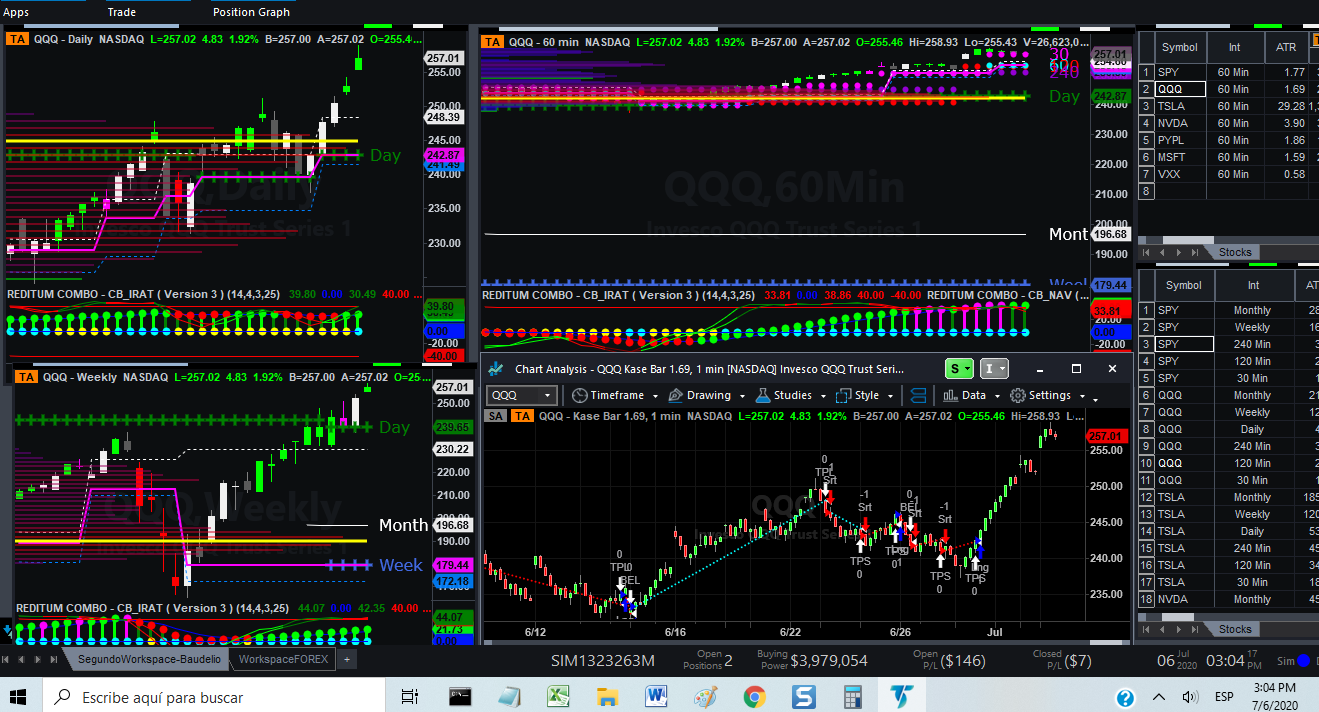 Apps Trade Position Graph
TA QQQ - Daily NASDAQ L=257.02 4.83 1.92% B=257.00 A=257.02 O=255.4...
257.01
255.00
250.00
248.39
245.00
Day
242.87
241.49
240.00
235.00
230.00
QQQ,Daily
Invesco QQQ Trust Series 1
REDITUM COMBO - CB_IRAT ( Version 3 ) (14,4,3,25) 39.80 0.00 30.49 40.00 ...
39.80
0.00
-20.00
-40.00
TA QQQ - 60 min NASDAQ L=257.02 4.83 1.92% B=257.00 A=257.02 O=255.46 Hi=258.93 Lo=255.43 V=26,623,0...
257.01
30
240
Day
242.87
240.00
230.00
220.00
210.00
200.00
Mont
196.68
190.00
179.44
QQQ,60Min
Invesco QQQ Trust Series 1
REDITUM COMBO - CB_IRAT ( Version 3 ) (14,4,3,25) 33.81 0.00 38.86 40.00 -40.00 REDITUM COMBO - CB_NAV (...
33.81
20.00
0.00
-20.00
TA QQQ - Weekly NASDAQ L=257.02 4.83 1.92% B=257.00 A=257.02 O=25...
257.01
250.00
Day
239.65
230.22
220.00
210.00
Month
196.68
190.00
Week
179.44
172.18
QQQ,Weekly
REDITUM COMBO - CB_IRAT ( Version 3 ) (14,4,3,25) 44.07 0.00 42.35 40.00 ...
44.07
21.73
0.00
Chart Analysis - QQQ Kase Bar 1.69, 1 min [NASDAQ] Invesco QQQ Trust Seri... S I
QQQ Timeframe Drawing Studies Style Data Settings
SA TA QQQ - Kase Bar 1.69, 1 min NASDAQ L=257.02 4.83 1.92% B=257.00 A=257.02 O=255.46 Hi=258.93 L...
257.01
255.00
250.00
245.00
240.00
235.00
0
TPL
Srt
-1
Srt
0
BEL
Srt
-1
Srt
TPS
0
TPS
0
TPS
0
Lng
0
BEL
6/12 6/16 6/22 6/26 Jul
Symbol Int ATR
1 SPY 60 Min 1.77
2 QQQ 60 Min 1.69
3 TSLA 60 Min 29.28
4 NVDA 60 Min 3.90
5 PYPL 60 Min 1.86
6 MSFT 60 Min 1.59
7 VXX 60 Min 0.58
8
Stocks
Symbol Int AT
1 SPY Monthly 28
2 SPY Weekly 16
3 SPY 240 Min 3
4 SPY 120 Min 2
5 SPY 30 Min 1
6 QQQ Monthly 21
7 QQQ Weekly 12
8 QQQ Daily 4
9 QQQ 240 Min 3
10 QQQ 120 Min 2
11 QQQ 30 Min 1
12 TSLA Monthly 185
13 TSLA Weekly 120
14 TSLA Daily 53
15 TSLA 240 Min 45
16 TSLA 120 Min 34
17 TSLA 30 Min 18
18 NVDA Monthly 45
Stocks
SegundoWorkspace-Baudelio WorkspaceFOREX +
SIM1323263M Open Positions 2 Buying Power $3,979,054 Open P/L ($146) Closed P/L ($7) 06 Jul 2020 03:04 17 PM Sim
Escribe aquí para buscar
ESP 3:04 PM
7/6/2020